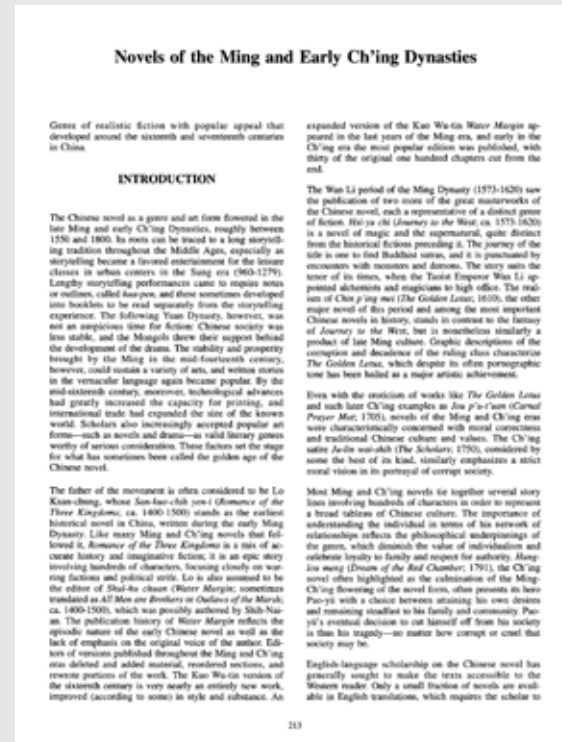 Novels of the Ming and Early Ch'ing Dynasties
Genre of realistic fiction with popular appeal that
developed around the sixteenth and seventeenth centuries
in China.
INTRODUCTION
The Chinese novel as a genre and art form flowered in the
late Ming and early Ch'ing Dynasties, roughly between
1550 and 1800. Its roots can be traced to a long storytell-
ing tradition throughout the Middle Ages, especially as
storytelling became a favored entertainment for the leisure
classes in urban centers in the Sung era (960-1279).
Lengthy storytelling performances came to require notes
or outlines, called hua-pen, and these sometimes developed
into booklets to be read separately from the storytelling
experience. The following Yuan Dynasty, however, was
not an auspicious time for fiction: Chinese society was
less stable, and the Mongols threw their support behind
the development of the drama. The stability and prosperity
brought by the Ming in the mid-fourteenth century,
however, could sustain a variety of arts, and written stories
in the vernacular language again became popular. By the
mid-sixteenth century, moreover, technological advances
had greatly increased the capacity for printing, and
international trade had expanded the size of the known
world. Scholars also increasingly accepted popular art
forms—such as novels and drama—as valid literary genres
worthy of serious consideration. These factors set the stage
for what has sometimes been called the golden age of the
Chinese novel.
The father of the movement is often considered to be Lo
Kuan-chung, whose San-kuo-chih yen-i (Romance of the
Three Kingdoms; ca. 1400-1500) stands as the earliest
historical novel in China, written during the early Ming
Dynasty. Like many Ming and Ch'ing novels that fol-
lowed it, Romance of the Three Kingdoms is a mix of ac-
curate history and imaginative fiction; it is an epic story
involving hundreds of characters, focusing closely on war-
ring factions and political strife. Lo is also assumed to be
the editor of Shui-hu chuan (Water Margin; sometimes
translated as All Men are Brothers or Outlaws of the Marsh;
ca. 1400-1500), which was possibly authored by Shih Nai-
an. The publication history of Water Margin reflects the
episodic nature of the early Chinese novel as well as the
lack of emphasis on the original voice of the author. Edi-
tors of versions published throughout the Ming and Ch'ing
eras deleted and added material, reordered sections, and
rewrote portions of the work. The Kuo Wu-tin version of
the sixteenth century is very nearly an entirely new work,
improved (according to some) in style and substance. An
expanded version of the Kuo Wu-tin Water Margin ap-
peared in the last years of the Ming era, and early in the
Ch'ing era the most popular edition was published, with
thirty of the original one hundred chapters cut from the
end.
The Wan Li period of the Ming Dynasty (1573-1620) saw
the publication of two more of the great masterworks of
the Chinese novel, each a representative of a distinct genre
of fiction. Hsi-yu chi (Journey to the West; ca. 1573-1620)
is a novel of magic and the supernatural, quite distinct
from the historical fictions preceding it. The journey of the
title is one to find Buddhist sutras, and it is punctuated by
encounters with monsters and demons. The story suits the
tenor of its times, when the Taoist Emperor Wan Li ap-
pointed alchemists and magicians to high office. The real-
ism of Chin p'ing mei (The Golden Lotus; 1610), the other
major novel of this period and among the most important
Chinese novels in history, stands in contrast to the fantasy
of Journey to the West, but is nonetheless similarly a
product of late Ming culture. Graphic descriptions of the
corruption and decadence of the ruling class characterize
The Golden Lotus, which despite its often pornographic
tone has been hailed as a major artistic achievement.
Even with the eroticism of works like The Golden Lotus
and such later Ch'ing examples as Jou p'u-t'uan (Carnal
Prayer Mat; 1705), novels of the Ming and Ch'ing eras
were characteristically concerned with moral correctness
and traditional Chinese culture and values. The Ch'ing
satire Ju-lin wai-shih (The Scholars; 1750), considered by
some the best of its kind, similarly emphasizes a strict
moral vision in its portrayal of corrupt society.
Most Ming and Ch'ing novels tie together several story
lines involving hundreds of characters in order to represent
a broad tableau of Chinese culture. The importance of
understanding the individual in terms of his network of
relationships reflects the philosophical underpinnings of
the genre, which diminish the value of individualism and
celebrate loyalty to family and respect for authority. Hung-
lou meng (Dream of the Red Chamber; 1791), the Ch'ing
novel often highlighted as the culmination of the Ming-
Ch'ing flowering of the novel form, often presents its hero
Pao-yü with a choice between attaining his own desires
and remaining steadfast to his family and community. Pao-
yü's eventual decision to cut himself off from his society
is thus his tragedy—no matter how corrupt or cruel that
society may be.
English-language scholarship on the Chinese novel has
generally sought to make the texts accessible to the
Western reader. Only a small fraction of novels are avail-
able in English translations, which requires the scholar to
213